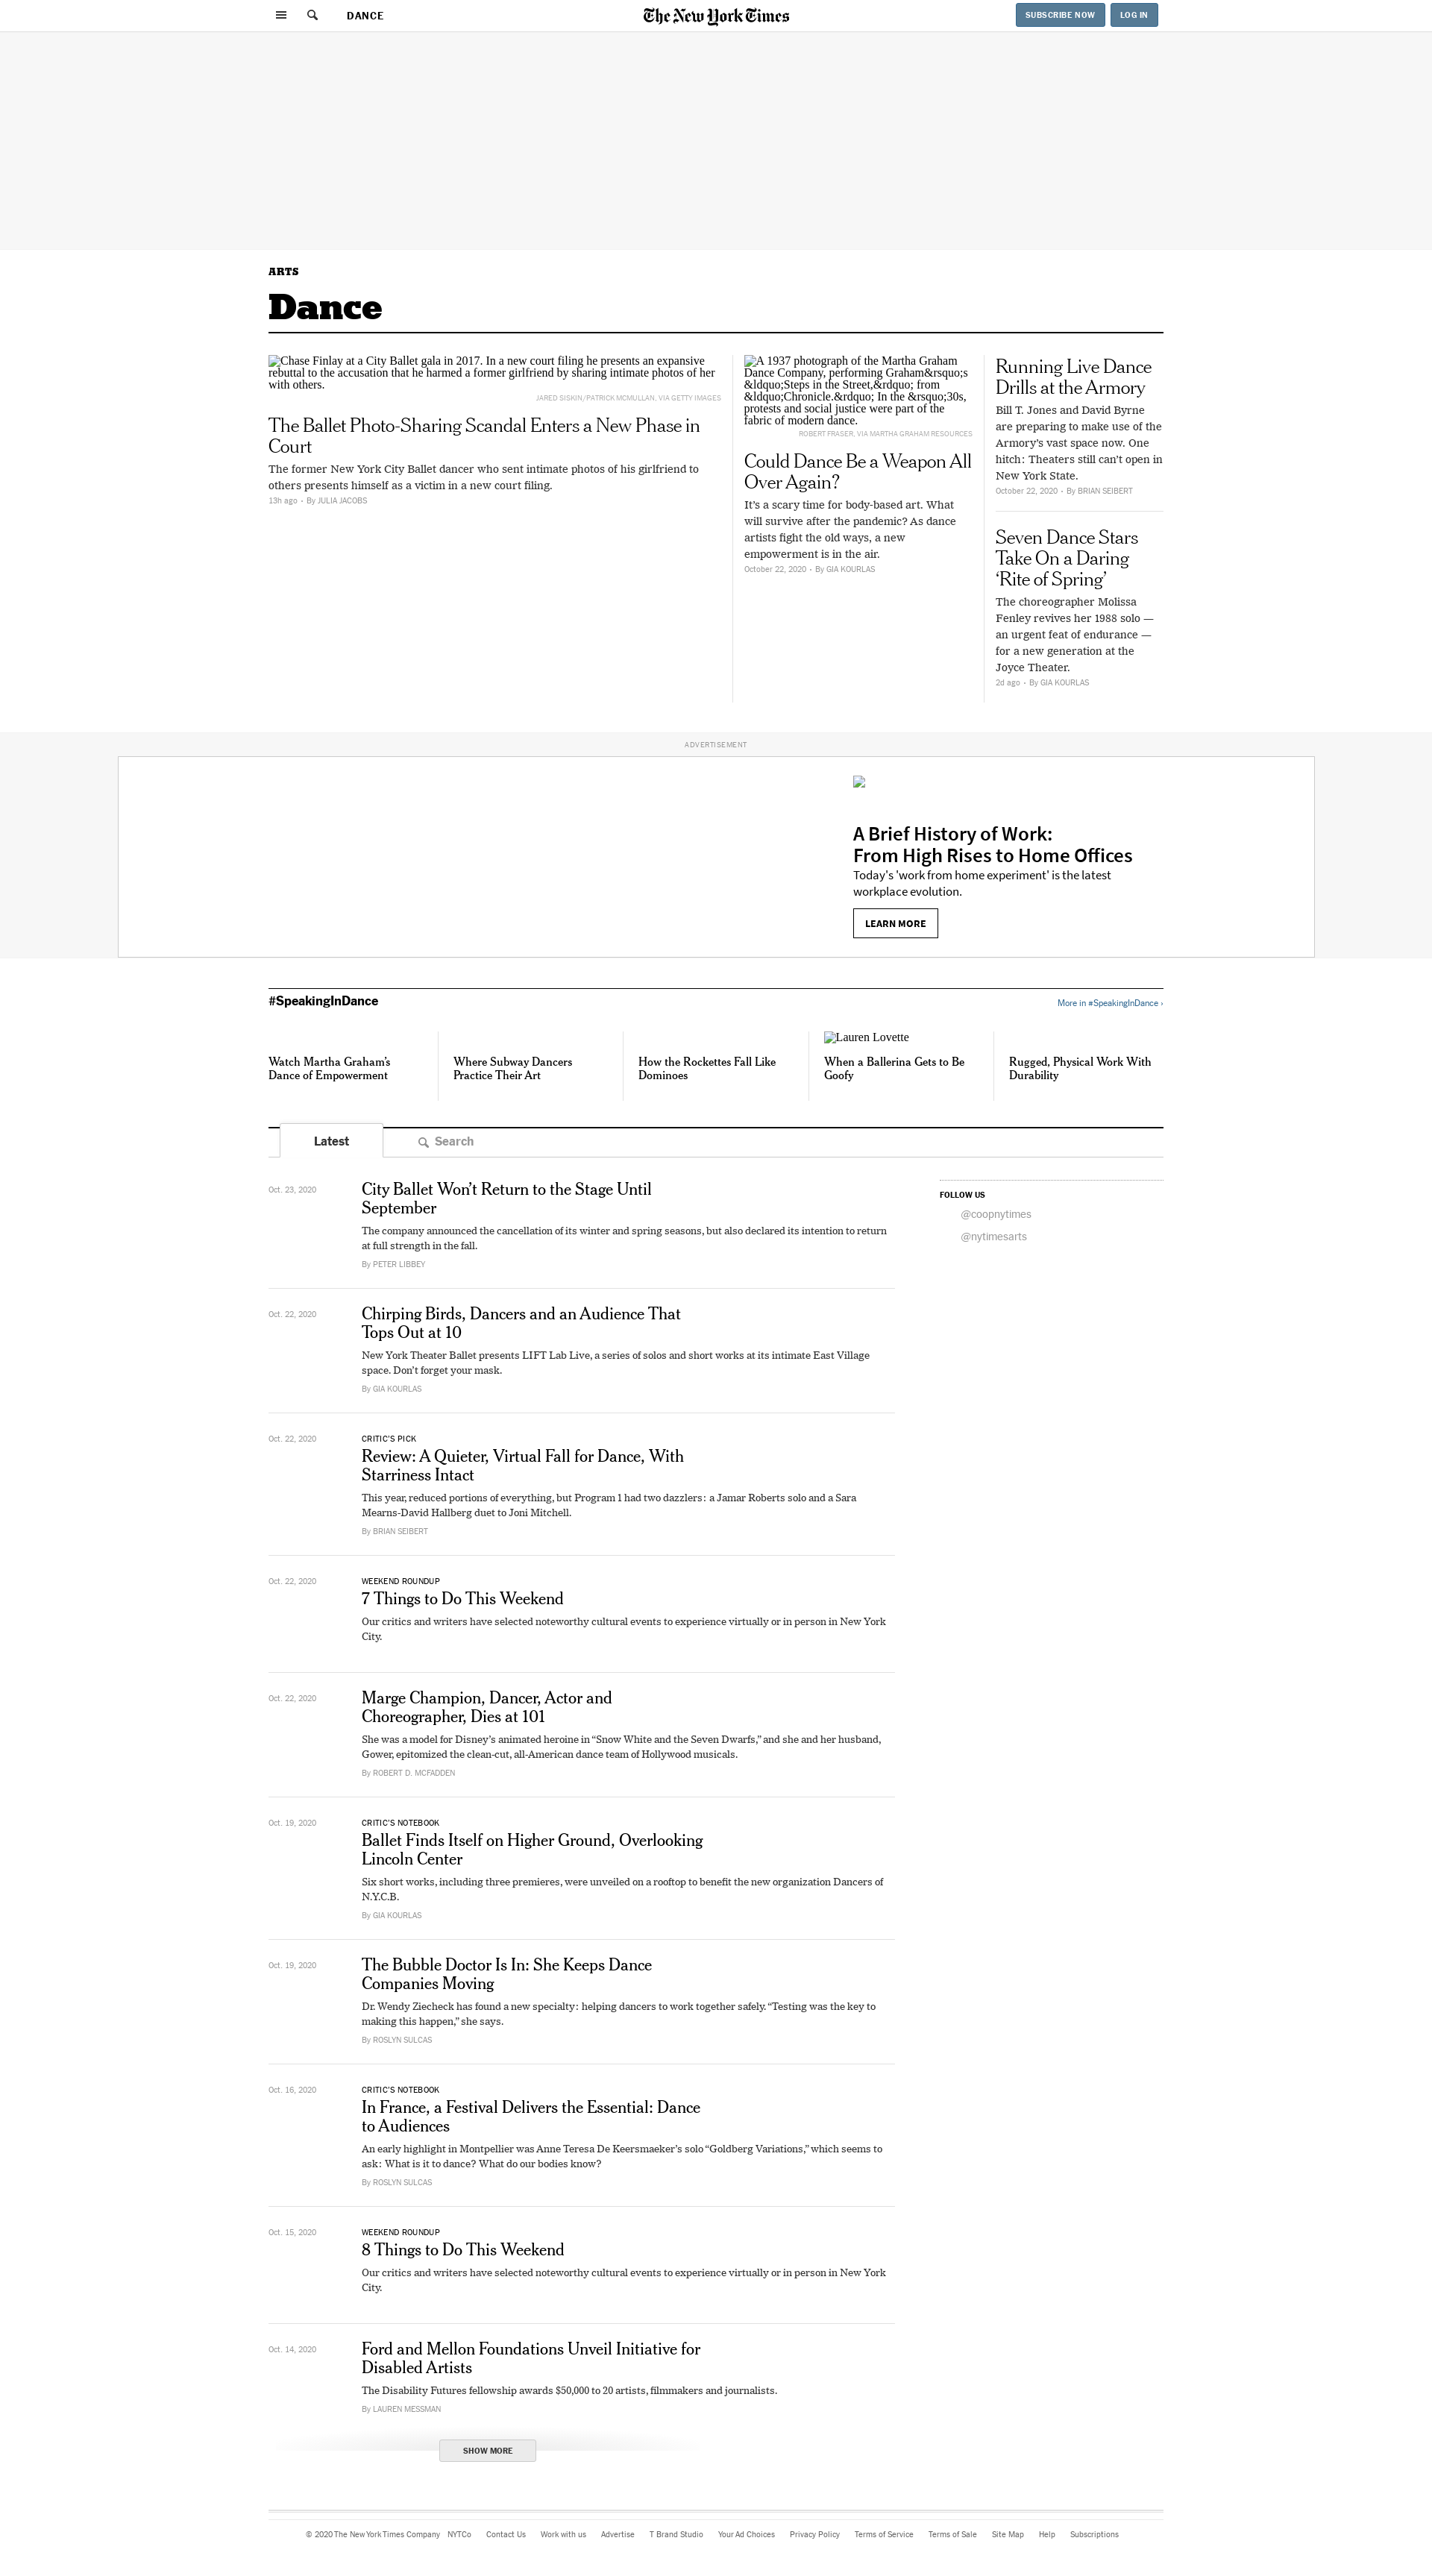 DANCE
The New York Times
SUBSCRIBE NOW
LOG IN
ARTS
Dance
Chase Finlay at a City Ballet gala in 2017. In a new court filing he presents an expansive
rebuttal to the accusation that he harmed a former girlfriend by sharing intimate photos of her
with others.
JARED SISKIN/PATRICK MCMULLAN, VIA GETTY IMAGES
The Ballet Photo-Sharing Scandal Enters a New Phase in
Court
The former New York City Ballet dancer who sent intimate photos of his girlfriend to
others presents himself as a victim in a new court filing.
13h ago • By JULIA JACOBS
A 1937 photograph of the Martha Graham
Dance Company, performing Graham&rsquo;s
&ldquo;Steps in the Street,&rdquo; from
&ldquo;Chronicle.&rdquo; In the &rsquo;30s,
protests and social justice were part of the
fabric of modern dance.
ROBERT FRASER, VIA MARTHA GRAHAM RESOURCES
Could Dance Be a Weapon All
Over Again?
It’s a scary time for body-based art. What
will survive after the pandemic? As dance
artists fight the old ways, a new
empowerment is in the air.
October 22, 2020 • By GIA KOURLAS
Running Live Dance
Drills at the Armory
Bill T. Jones and David Byrne
are preparing to make use of the
Armory’s vast space now. One
hitch: Theaters still can’t open in
New York State.
October 22, 2020 • By BRIAN SEIBERT
Seven Dance Stars
Take On a Daring
‘Rite of Spring’
The choreographer Molissa
Fenley revives her 1988 solo —
an urgent feat of endurance —
for a new generation at the
Joyce Theater.
2d ago • By GIA KOURLAS
ADVERTISEMENT
A Brief History of Work:
From High Rises to Home Offices
Today's 'work from home experiment' is the latest
workplace evolution.
LEARN MORE
#SpeakingInDance
More in #SpeakingInDance ›
Watch Martha Graham’s
Dance of Empowerment
Where Subway Dancers
Practice Their Art
How the Rockettes Fall Like
Dominoes
Lauren Lovette
When a Ballerina Gets to Be
Goofy
Rugged, Physical Work With
Durability
Latest
Search
Oct. 23, 2020
City Ballet Won’t Return to the Stage Until
September
The company announced the cancellation of its winter and spring seasons, but also declared its intention to return
at full strength in the fall.
By PETER LIBBEY
FOLLOW US
@coopnytimes
@nytimesarts
Oct. 22, 2020
Chirping Birds, Dancers and an Audience That
Tops Out at 10
New York Theater Ballet presents LIFT Lab Live, a series of solos and short works at its intimate East Village
space. Don’t forget your mask.
By GIA KOURLAS
Oct. 22, 2020
CRITIC’S PICK
Review: A Quieter, Virtual Fall for Dance, With
Starriness Intact
This year, reduced portions of everything, but Program 1 had two dazzlers: a Jamar Roberts solo and a Sara
Mearns-David Hallberg duet to Joni Mitchell.
By BRIAN SEIBERT
Oct. 22, 2020
WEEKEND ROUNDUP
7 Things to Do This Weekend
Our critics and writers have selected noteworthy cultural events to experience virtually or in person in New York
City.
Oct. 22, 2020
Marge Champion, Dancer, Actor and
Choreographer, Dies at 101
She was a model for Disney’s animated heroine in “Snow White and the Seven Dwarfs,” and she and her husband,
Gower, epitomized the clean-cut, all-American dance team of Hollywood musicals.
By ROBERT D. MCFADDEN
Oct. 19, 2020
CRITIC’S NOTEBOOK
Ballet Finds Itself on Higher Ground, Overlooking
Lincoln Center
Six short works, including three premieres, were unveiled on a rooftop to benefit the new organization Dancers of
N.Y.C.B.
By GIA KOURLAS
Oct. 19, 2020
The Bubble Doctor Is In: She Keeps Dance
Companies Moving
Dr. Wendy Ziecheck has found a new specialty: helping dancers to work together safely. “Testing was the key to
making this happen,” she says.
By ROSLYN SULCAS
Oct. 16, 2020
CRITIC’S NOTEBOOK
In France, a Festival Delivers the Essential: Dance
to Audiences
An early highlight in Montpellier was Anne Teresa De Keersmaeker’s solo “Goldberg Variations,” which seems to
ask: What is it to dance? What do our bodies know?
By ROSLYN SULCAS
Oct. 15, 2020
WEEKEND ROUNDUP
8 Things to Do This Weekend
Our critics and writers have selected noteworthy cultural events to experience virtually or in person in New York
City.
Oct. 14, 2020
Ford and Mellon Foundations Unveil Initiative for
Disabled Artists
The Disability Futures fellowship awards $50,000 to 20 artists, filmmakers and journalists.
By LAUREN MESSMAN
SHOW MORE
© 2020 The New York Times Company NYTCo Contact Us Work with us Advertise T Brand Studio Your Ad Choices Privacy Policy Terms of Service Terms of Sale Site Map Help Subscriptions